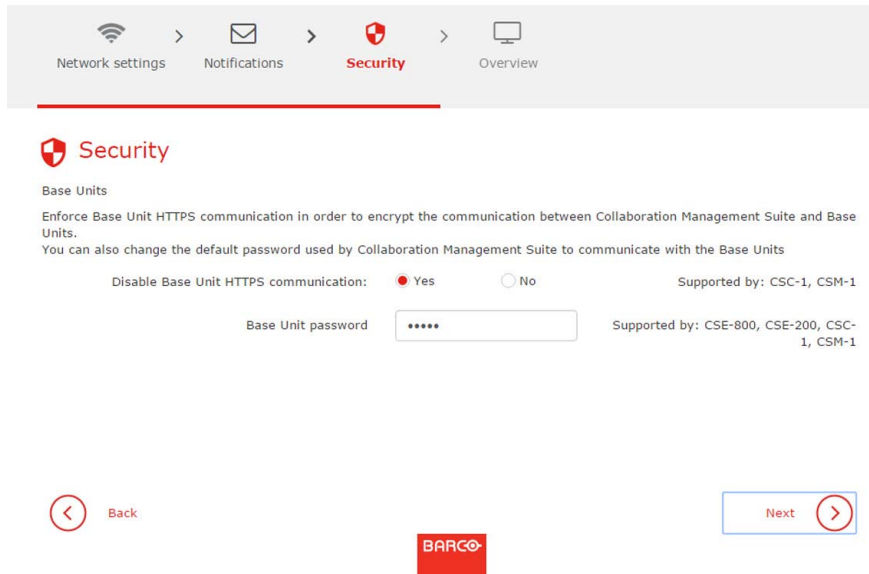 Network settings
Notifications
Security
Overview
Security
Base Units
Enforce Base Unit HTTPS communication in order to encrypt the communication between Collaboration Management Suite and Base
Units.
You can also change the default password used by Collaboration Management Suite to communicate with the Base Units
Disable Base Unit HTTPS communication: Yes No Supported by: CSC-1, CSM-1
Base Unit password ••••• Supported by: CSE-800, CSE-200, CSC-
1, CSM-1
Back Next
BARCO